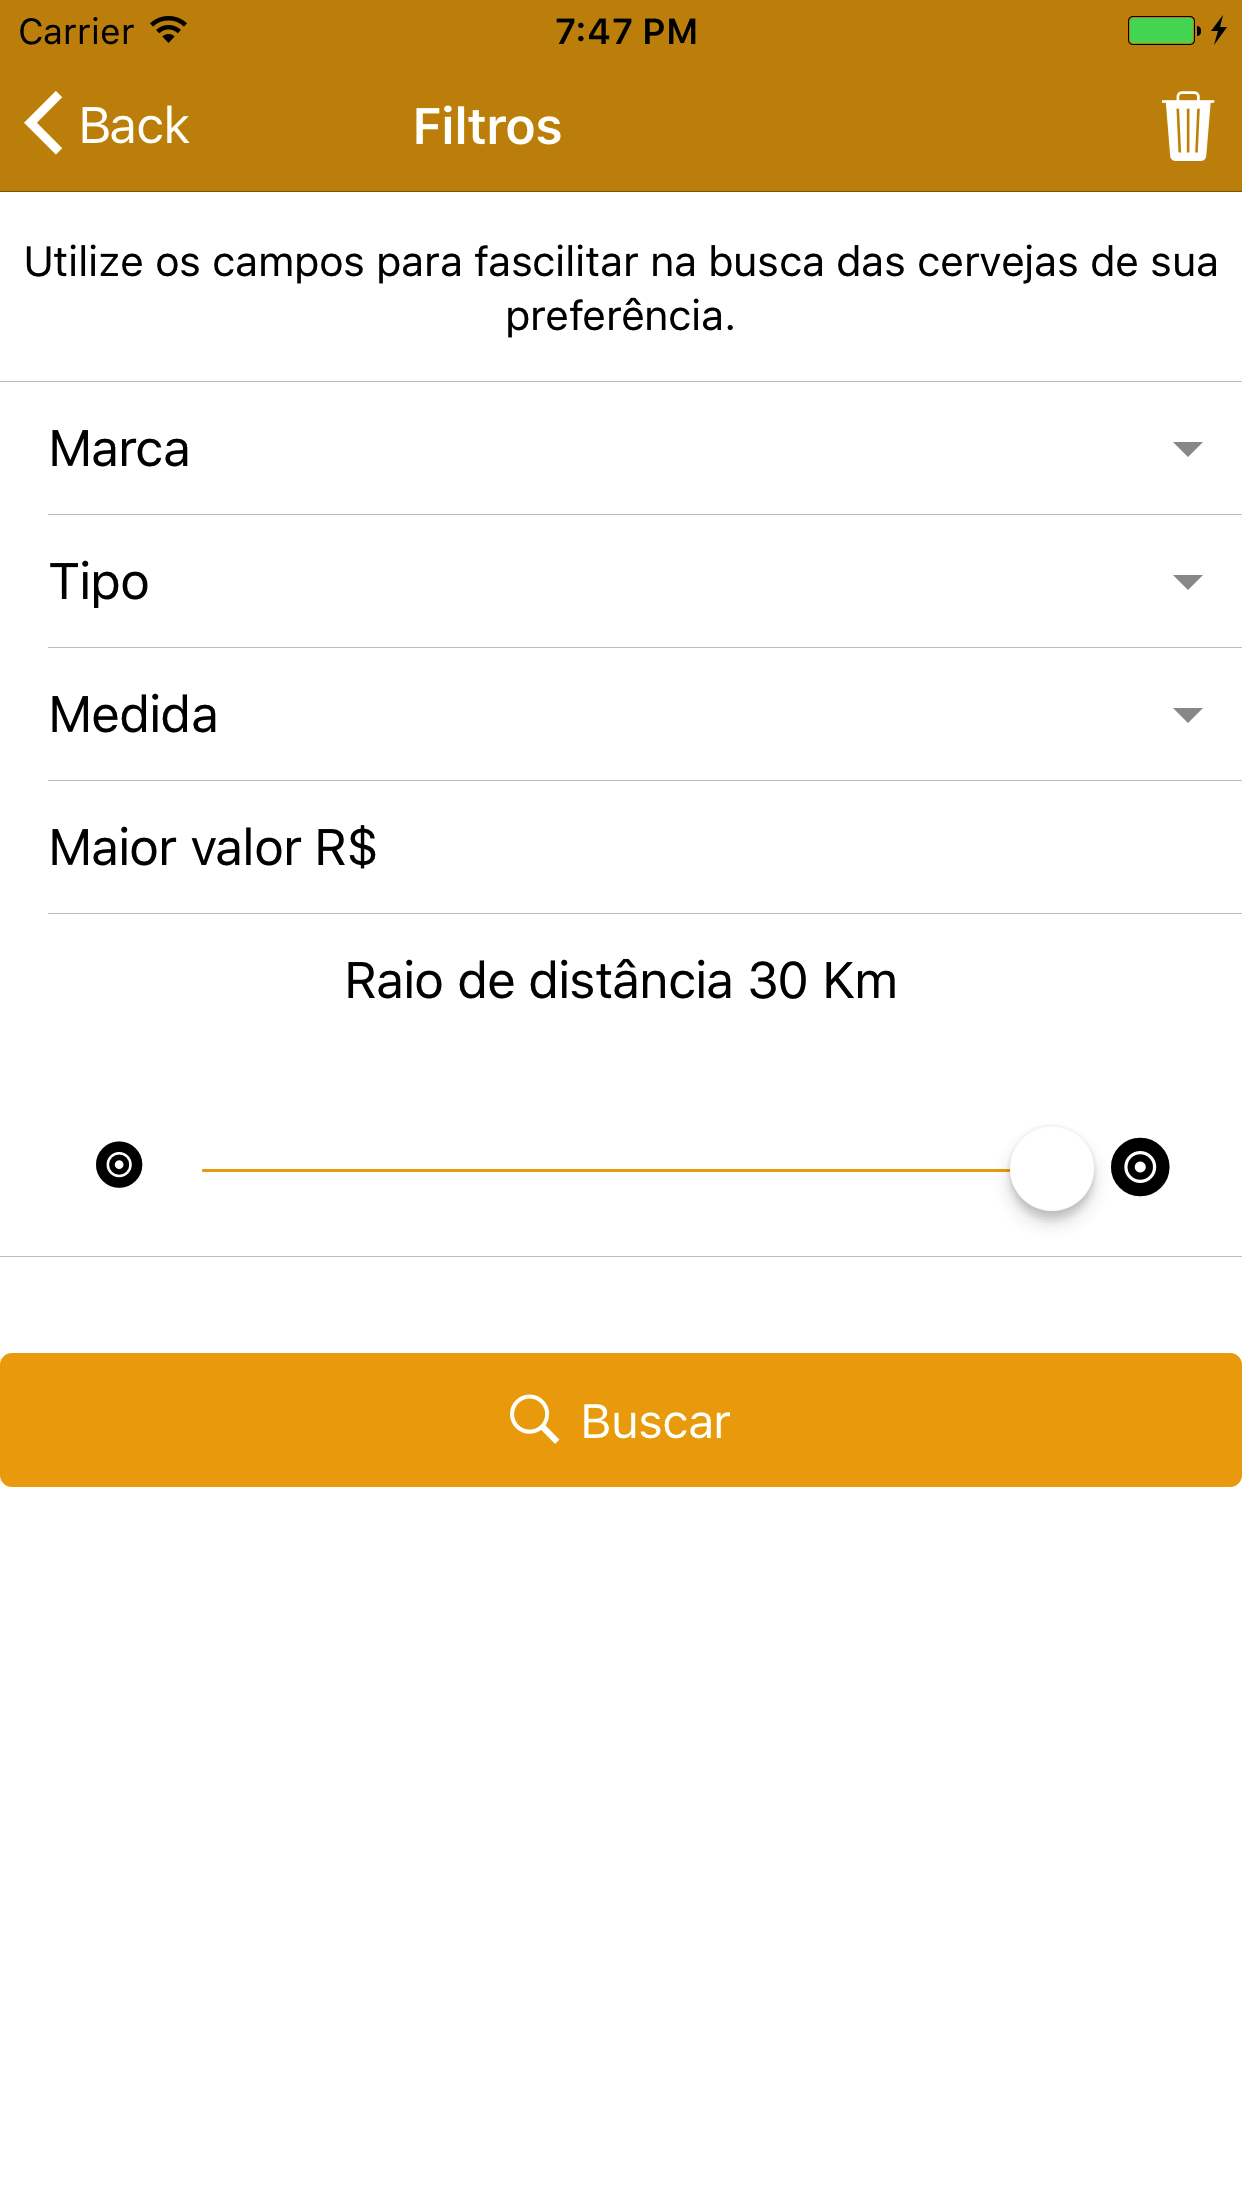 Carrier 7:47 PM
Back Filtros
Utilize os campos para fascilitar na busca das cervejas de sua
preferência.
Marca
Tipo
Medida
Maior valor R$
Raio de distância 30 Km
Buscar